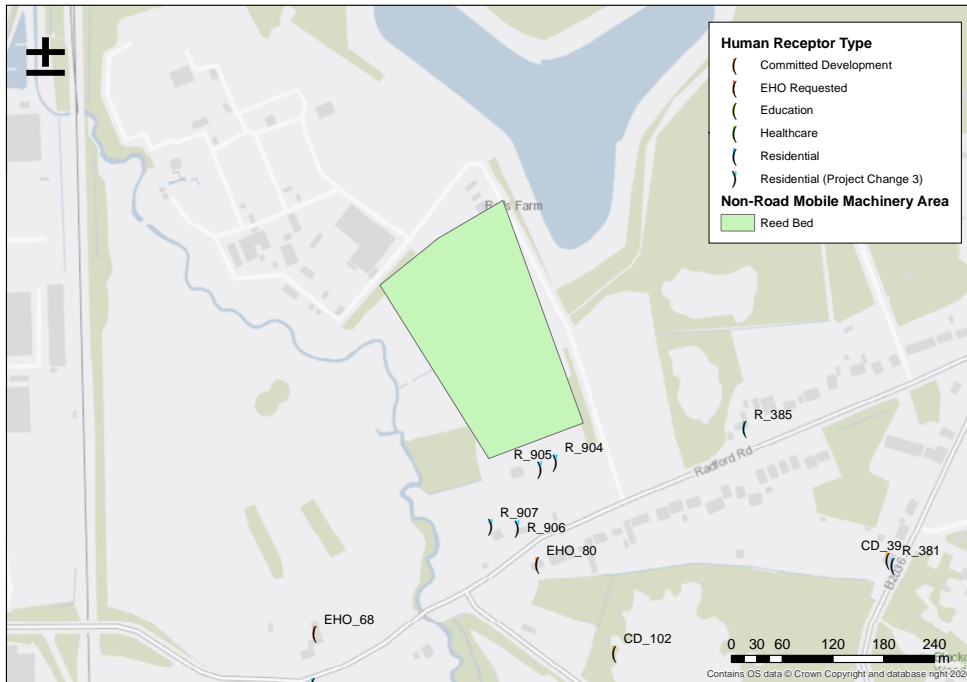 Human Receptor Type
Committed Development
EHO Requested
Education
Healthcare
Residential
Residential (Project Change 3)
Non-Road Mobile Machinery Area
Reed Bed
Farm
R_385
R_905
R_904
Radford Rd
R_907
R_906
EHO_80
CD_39
R_381
B2036
EHO_68
CD_102
0 30 60 120 180 240
m
Contains OS data © Crown Copyright and database right